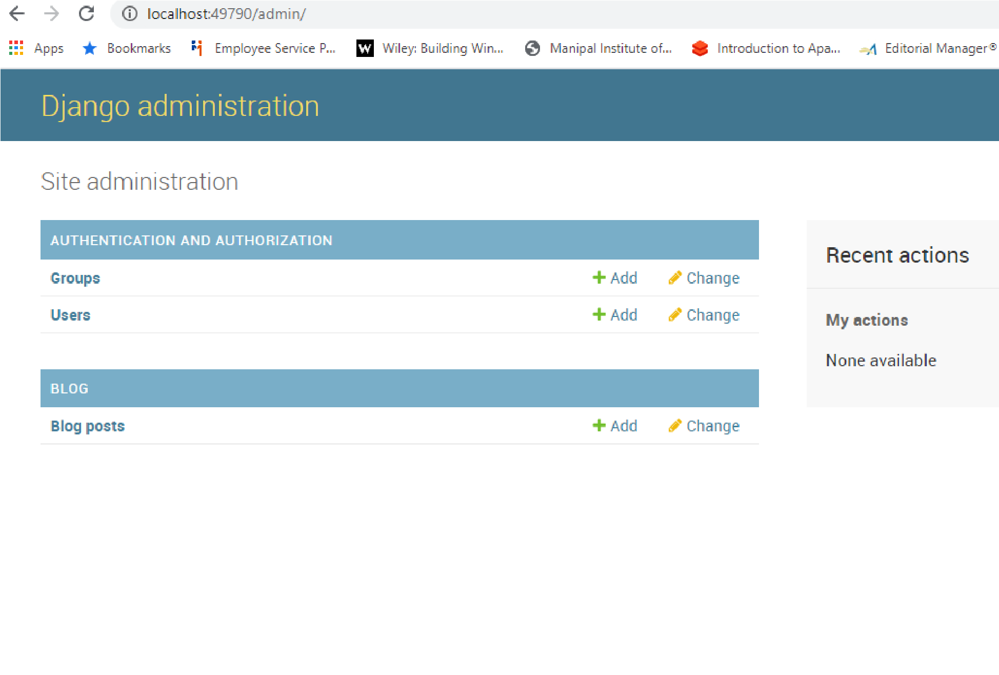 localhost:49790/admin/
Apps Bookmarks Employee Service P... W Wiley: Building Win... Manipal Institute of... Introduction to Apa... Editorial Manager®
Django administration
Site administration
AUTHENTICATION AND AUTHORIZATION
Groups Add Change
Users Add Change
BLOG
Blog posts Add Change
Recent actions
My actions
None available